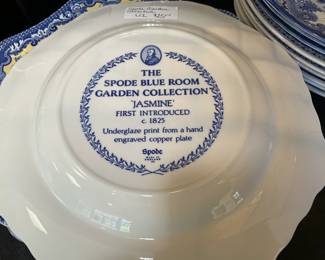 THE
SPODE BLUE ROOM
GARDEN COLLECTION
'JASMINE'
FIRST INTRODUCED
c. 1825
Underglaze print from a hand
engraved copper plate
Spode